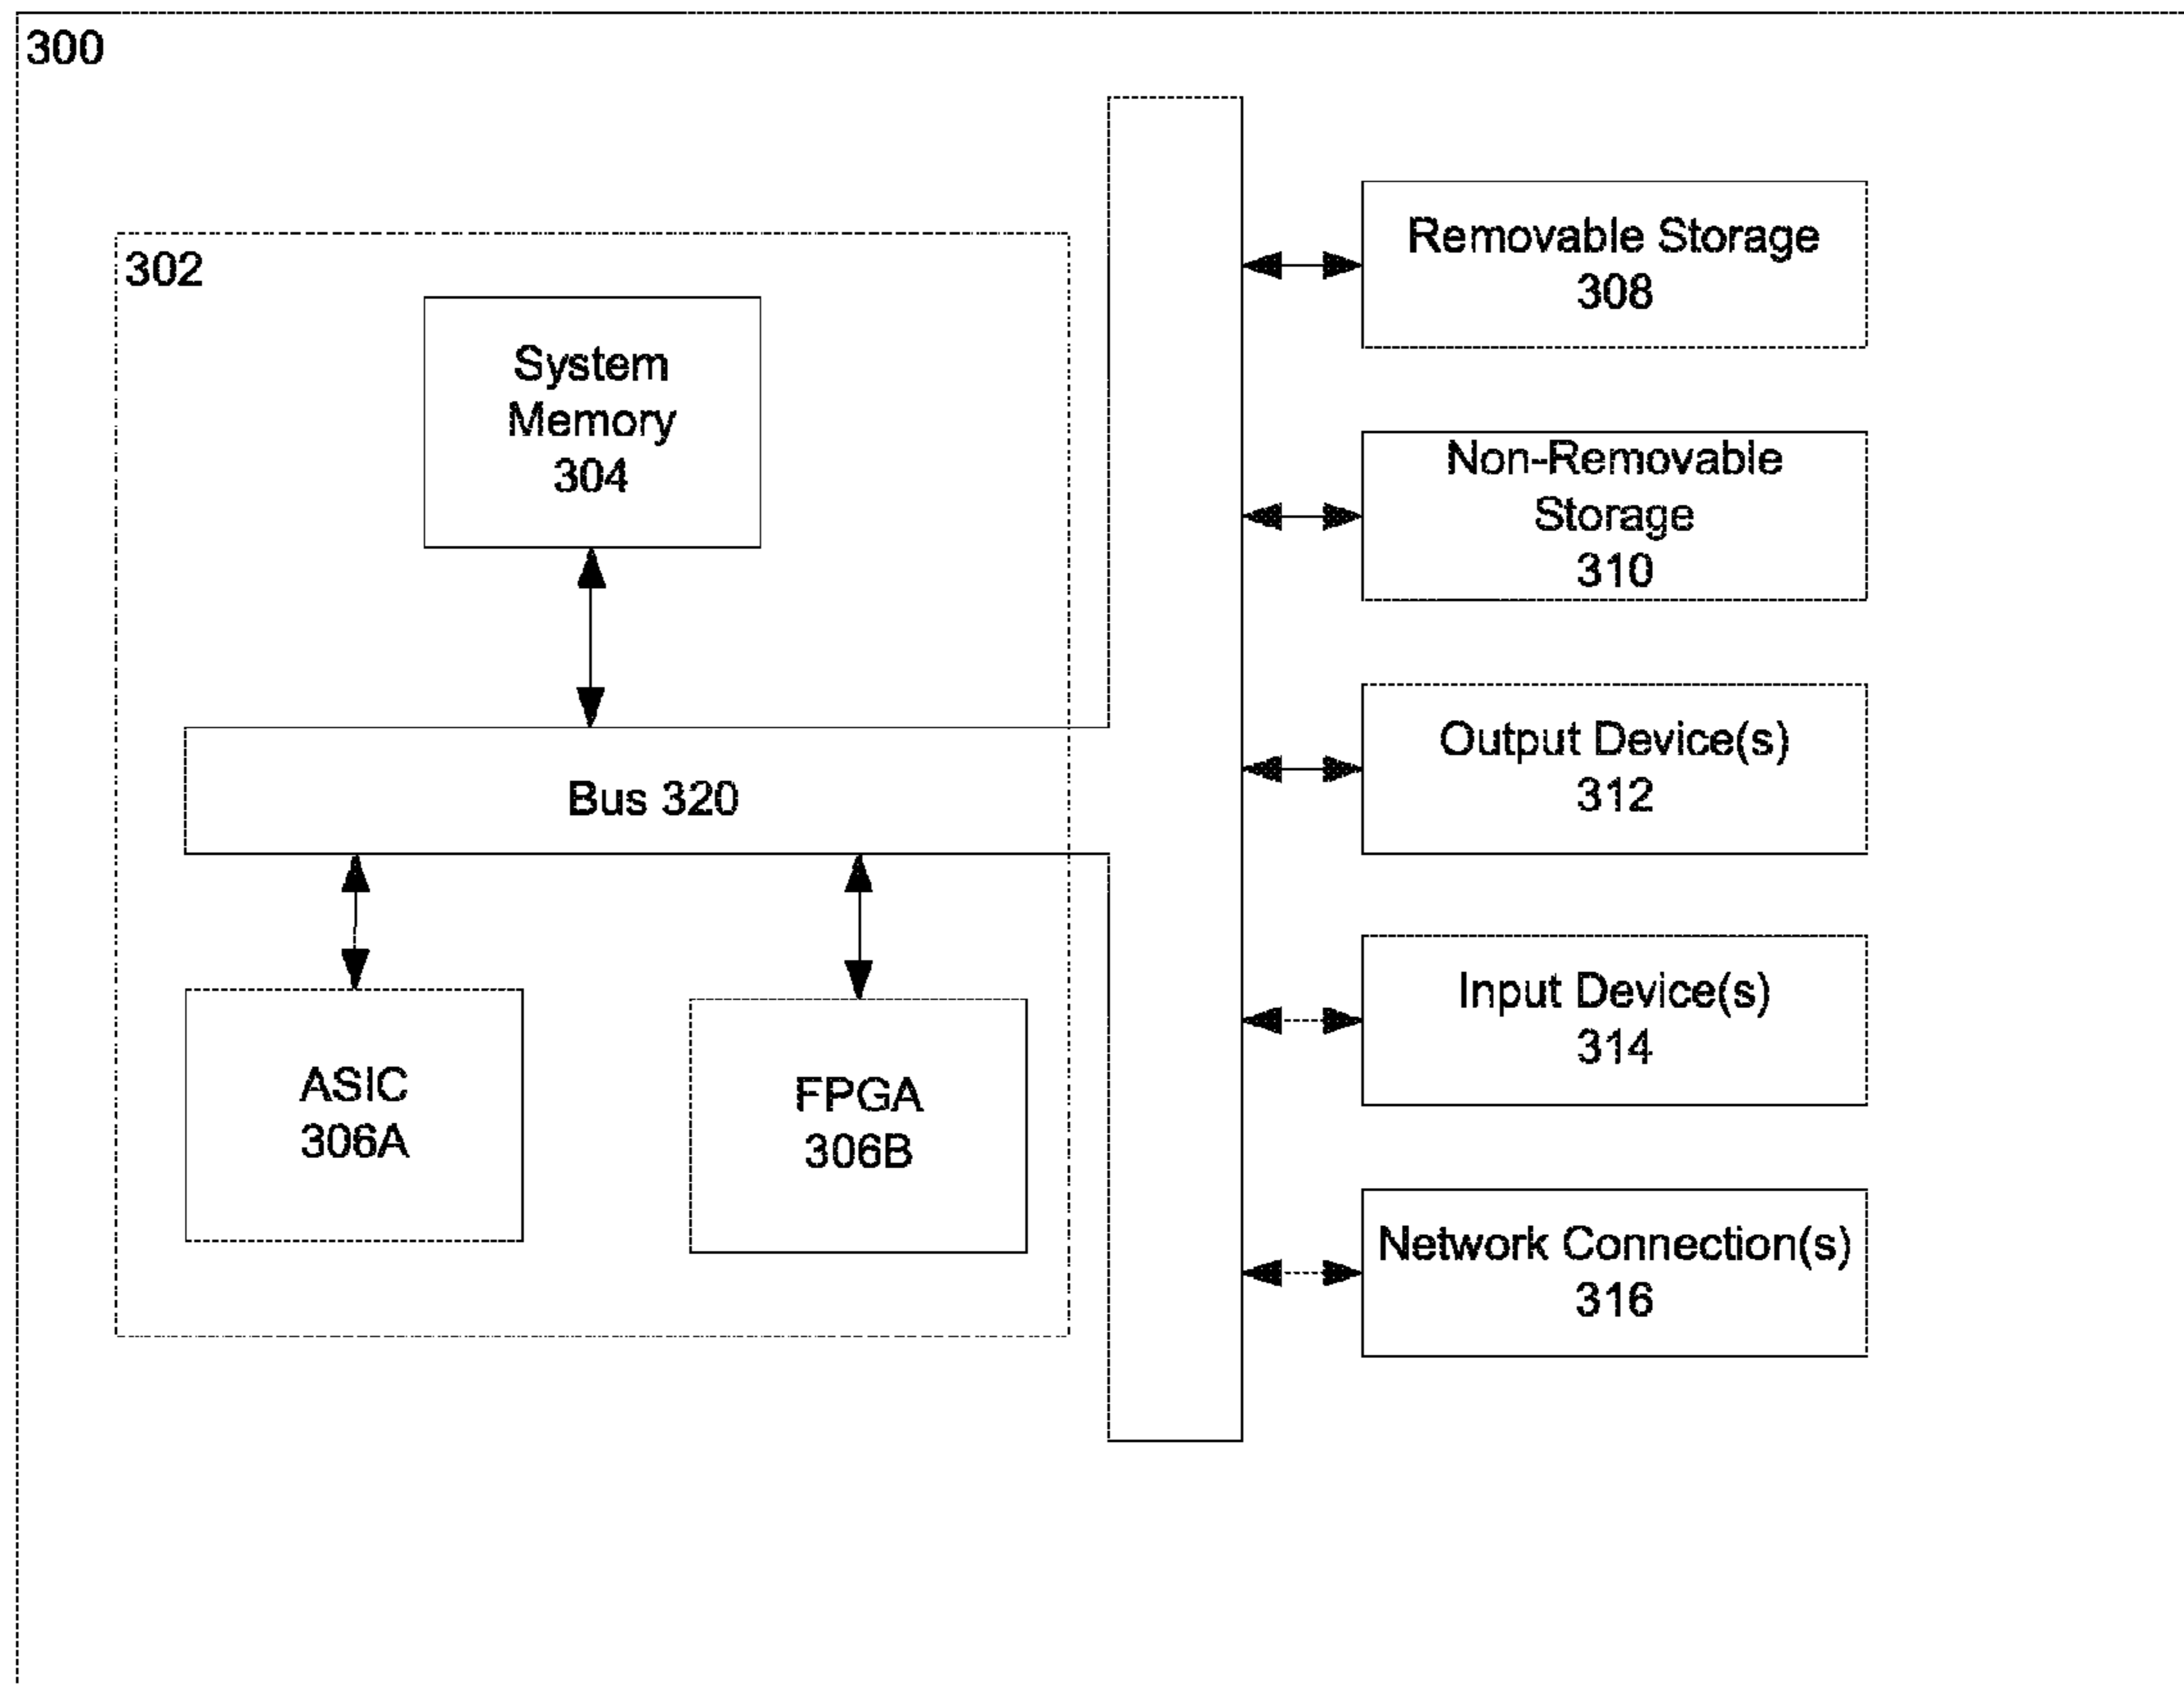 300
302
System
Memory
304
Bus 320
ASIC
306A
FPGA
306B
Removable Storage
308
Non-Removable
Storage
310
Output Device(s)
312
Input Device(s)
314
Network Connection(s)
316